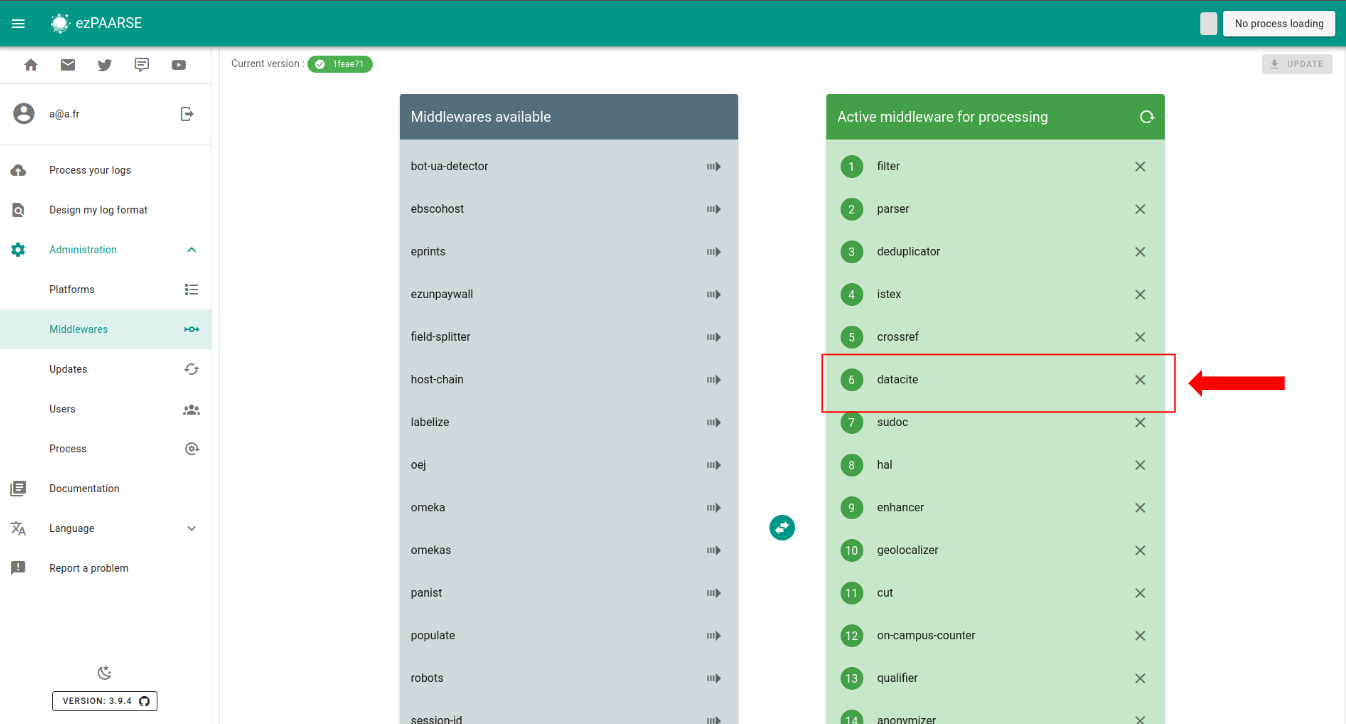 ezPAARSE
No process loading
Current version : 1feae71
UPDATE
a@a.fr
Process your logs
Design my log format
Administration
Platforms
Middlewares
Updates
Users
Process
Documentation
Language
Report a problem
VERSION: 3.9.4
Middlewares available
bot-ua-detector
ebscohost
eprints
ezunpaywall
field-splitter
host-chain
labelize
oej
omeka
omekas
panist
populate
robots
session-id
Active middleware for processing
1 filter
2 parser
3 deduplicator
4 istex
5 crossref
6 datacite
7 sudoc
8 hal
9 enhancer
10 geolocalizer
11 cut
12 on-campus-counter
13 qualifier
14 anonymizer